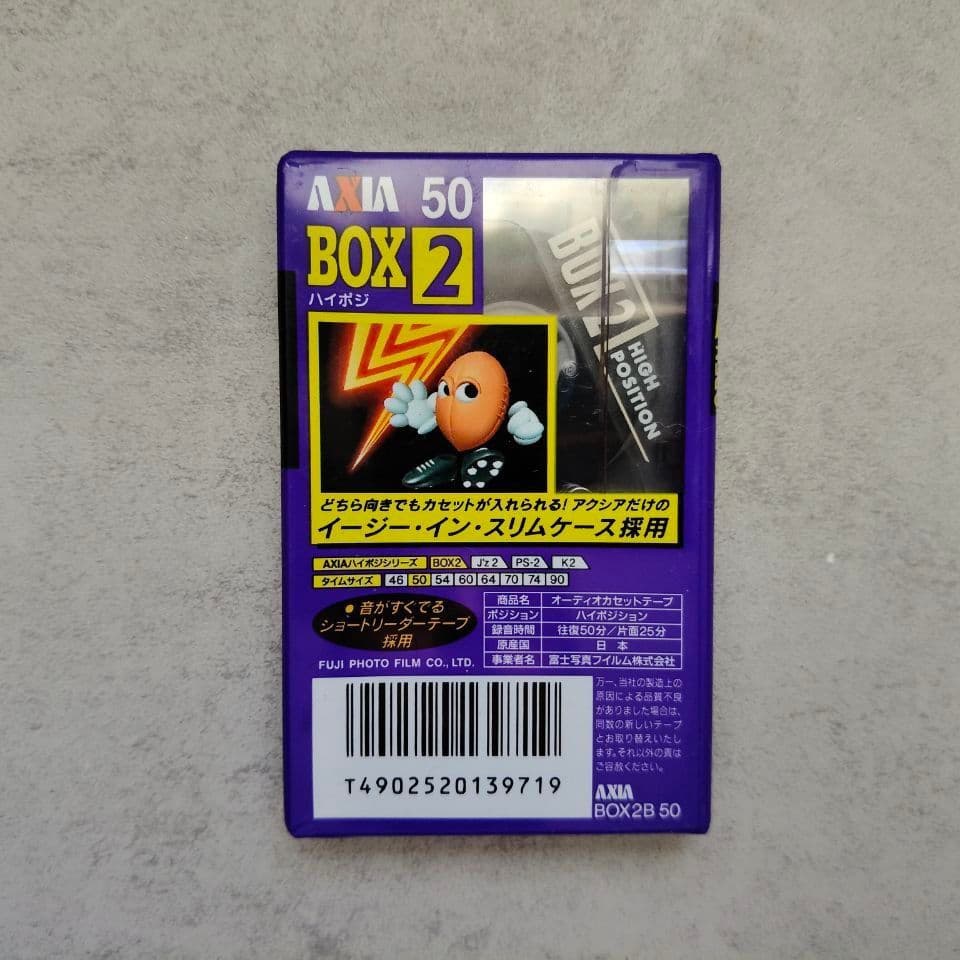 AXIA 50
BOX 2
ハイポジ
BOX 2
HIGH
POSITION
どちら向きでもカセットが入れられる!アクシアだけの
イージー・イン・スリムケース採用
AXIAハイポジシリーズ BOX2 J'z 2 PS-2 K2
タイムサイズ 46 50 54 60 64 70 74 90
●音がすぐでる
ショートリーダーテープ
採用
FUJI PHOTO FILM CO., LTD.
商品名 オーディオカセットテープ
ポジション ハイポジション
録音時間 往復50分/片面25分
原産国 日本
事業者名 富士写真フイルム株式会社
T4902520139719
万一、当社の製造上の
原因による品質不良
がありました場合は、
同数の新しいテープ
とお取り替えいたし
ます。それ以外の責は
ご容赦ください。
AXIA
BOX2B 50